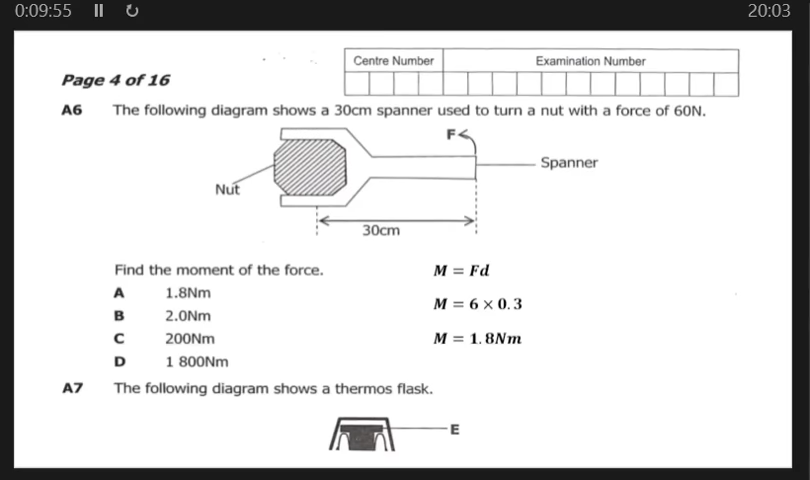 0:09:55
20:03
Centre Number Examination Number
Page 4 of 16
A6 The following diagram shows a 30cm spanner used to turn a nut with a force of 60N.
F
Spanner
Nut
30cm
Find the moment of the force. M = Fd
A 1.8Nm
M = 6 × 0.3
B 2.0Nm
C 200Nm M = 1.8Nm
D 1 800Nm
A7 The following diagram shows a thermos flask.
E